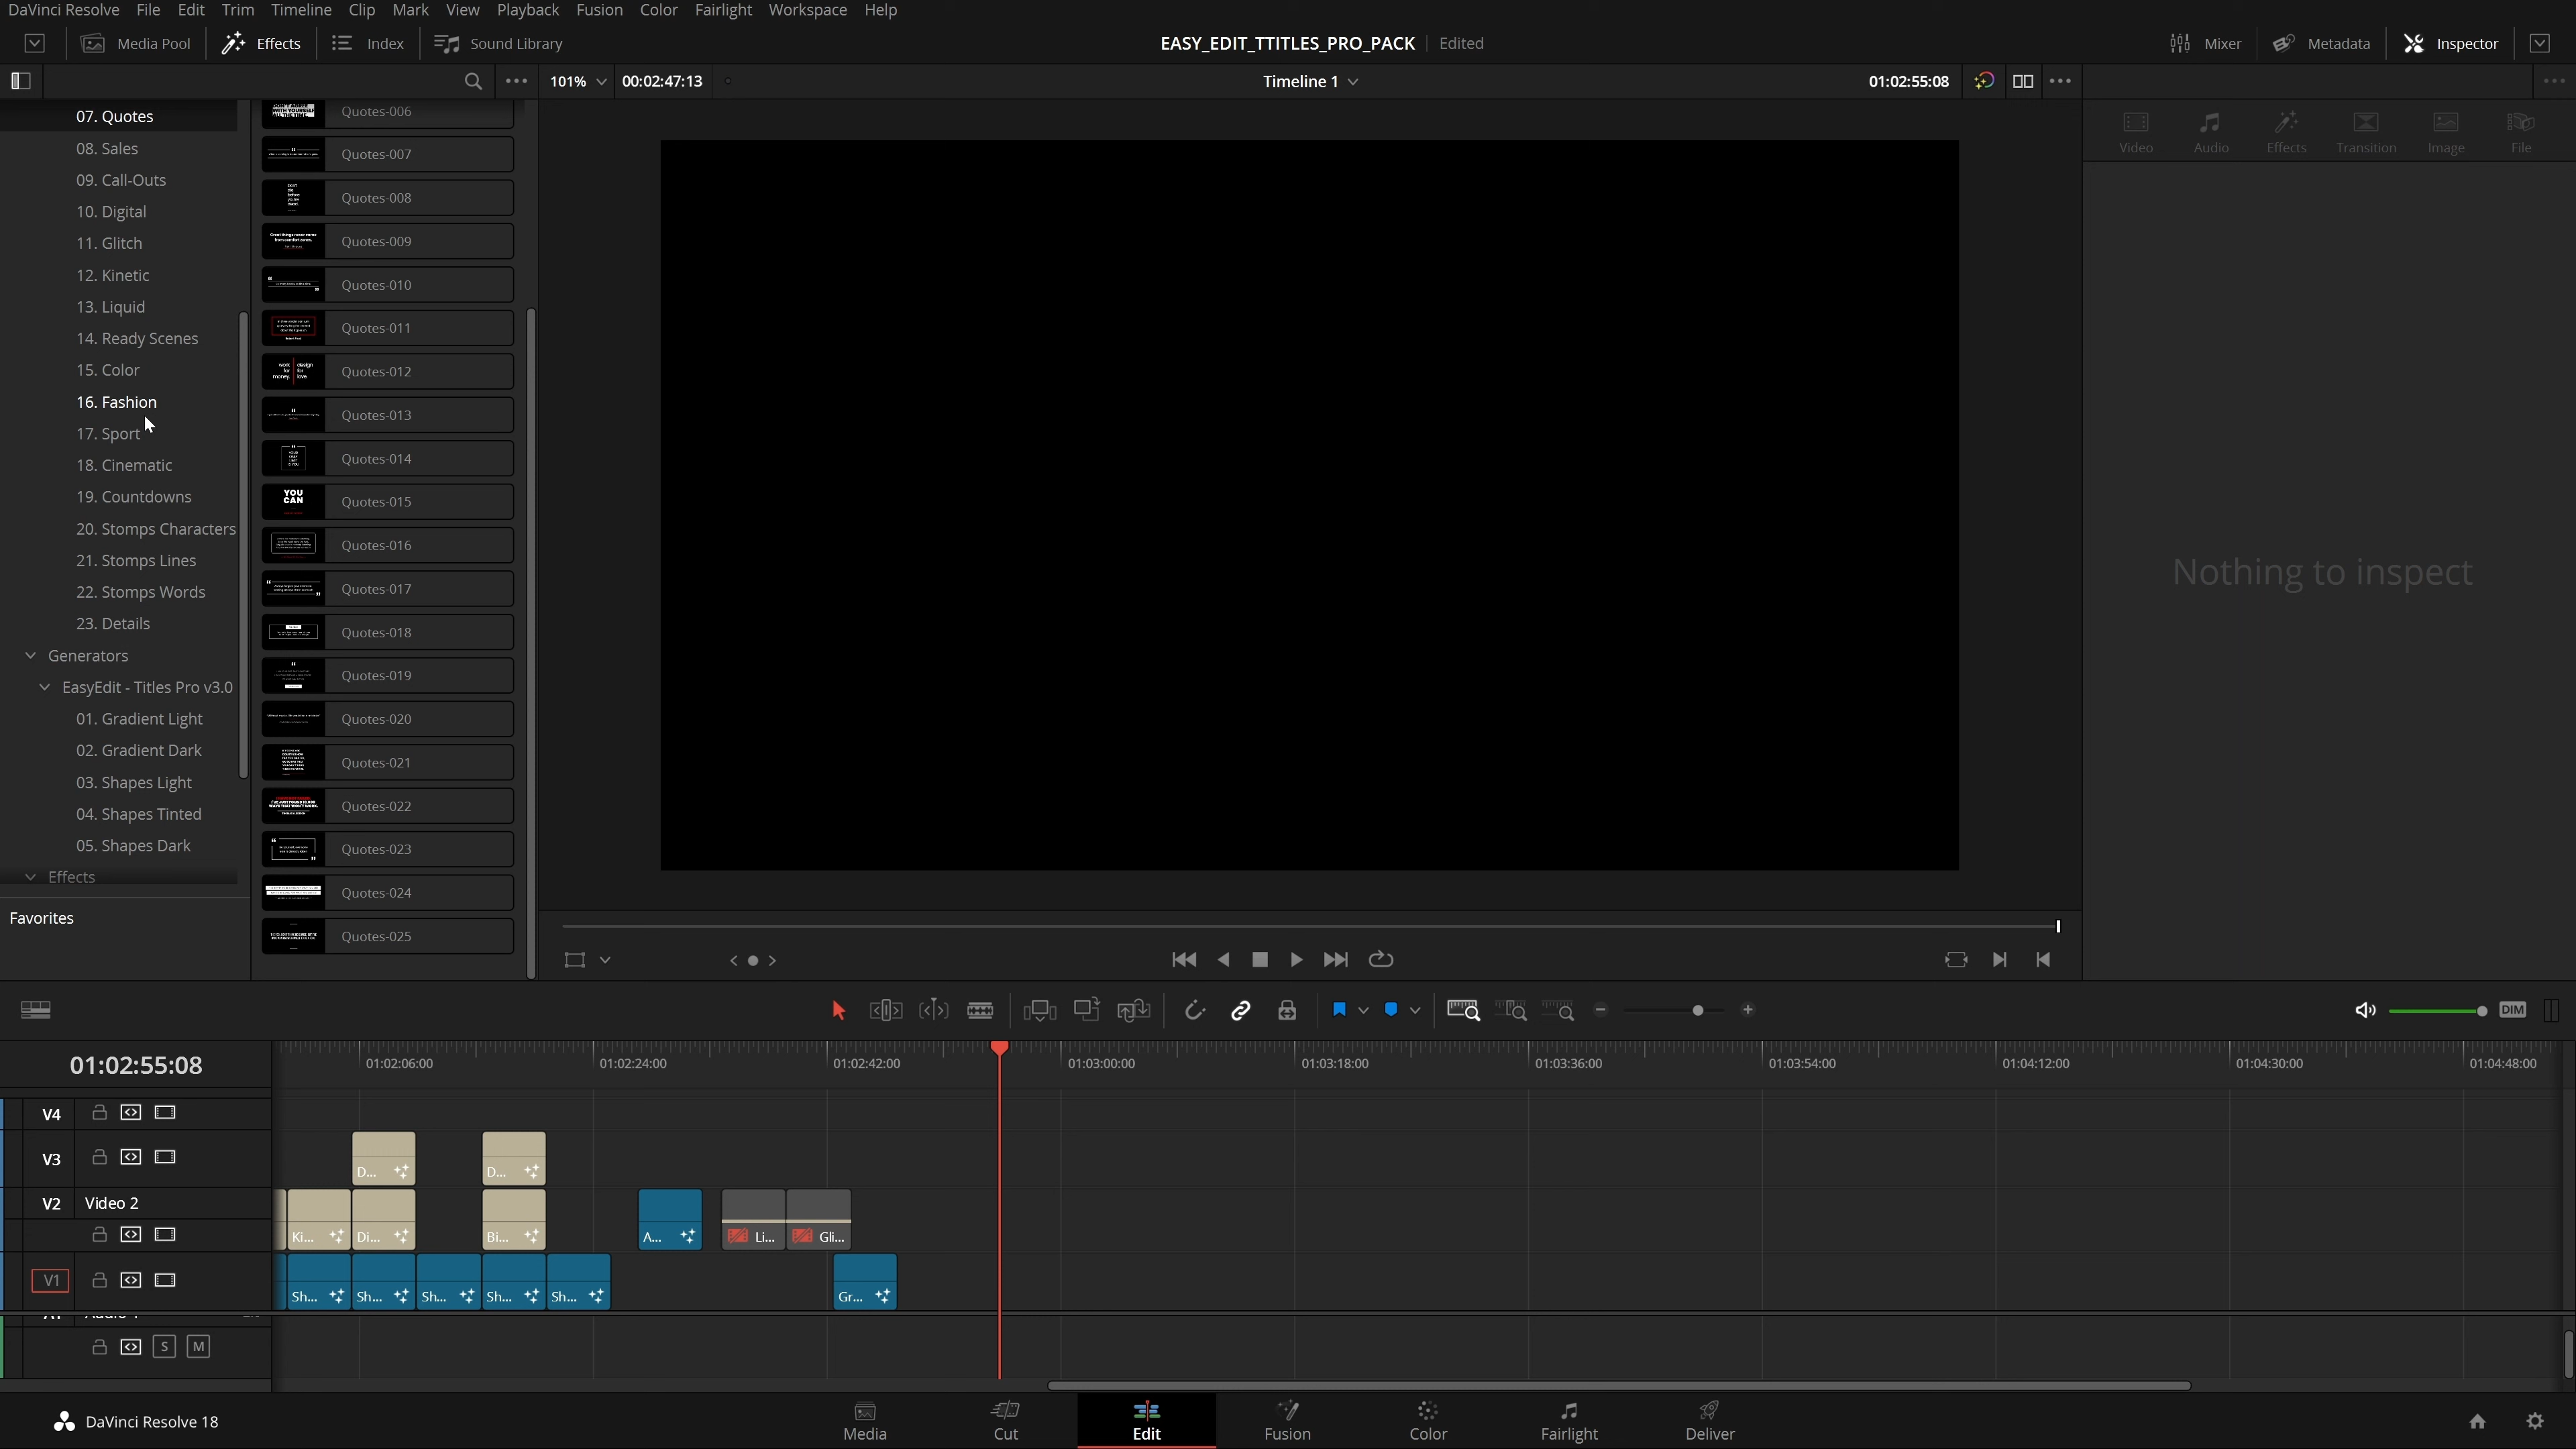 DaVinci Resolve File Edit Trim Timeline Clip Mark View Playback Fusion Color Fairlight Workspace Help
Media Pool Effects Index Sound Library EASY_EDIT_TTITLES_PRO_PACK Edited Mixer Metadata Inspector
101% 00:02:47:13 Timeline 1 01:02:55:08
Video Audio Effects Transition Image File
Nothing to inspect
07. Quotes
08. Sales
09. Call-Outs
10. Digital
11. Glitch
12. Kinetic
13. Liquid
14. Ready Scenes
15. Color
16. Fashion
17. Sport
18. Cinematic
19. Countdowns
20. Stomps Characters
21. Stomps Lines
22. Stomps Words
23. Details
Generators
EasyEdit - Titles Pro v3.0
01. Gradient Light
02. Gradient Dark
03. Shapes Light
04. Shapes Tinted
05. Shapes Dark
Effects
Favorites
Quotes-006
Quotes-007
Quotes-008
Quotes-009
Quotes-010
Quotes-011
Quotes-012
Quotes-013
Quotes-014
YOU
CAN
Quotes-015
Quotes-016
Quotes-017
Quotes-018
Quotes-019
Quotes-020
Quotes-021
Quotes-022
Quotes-023
Quotes-024
Quotes-025
DIM
01:02:55:08 01:02:06:00 01:02:24:00 01:02:42:00 01:03:00:00 01:03:18:00 01:03:36:00 01:03:54:00 01:04:12:00 01:04:30:00 01:04:48:00
V4
V3 D... D...
V2 Video 2
Ki... Di... Bi... A... Li... Gli...
V1 Sh... Sh... Sh... Sh... Sh... Gr...
S M
DaVinci Resolve 18 Media Cut Edit Fusion Color Fairlight Deliver